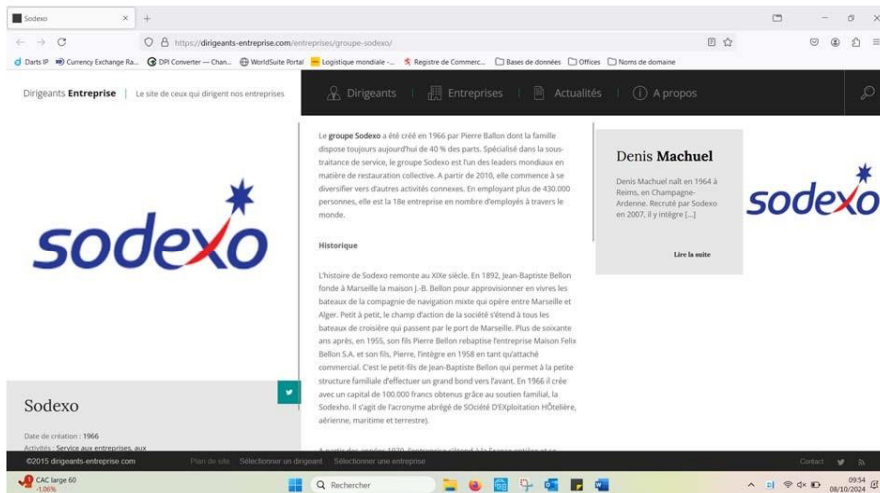 Sodexo
https://dirigeants-entreprise.com/entreprises/groupe-sodexo/
Darts IP
Currency Exchange Ra...
DPI Converter — Chan...
WorldSuite Portal
Logistique mondiale -...
Registre de Commerc...
Bases de données
Offices
Noms de domaine
Dirigeants Entreprise | Le site de ceux qui dirigent nos entreprises
Dirigeants
Entreprises
Actualités
A propos
sodexo
Sodexo
Date de création : 1966
Activités : Service aux entreprises, aux
Le groupe Sodexo a été créé en 1966 par Pierre Ballon dont la famille
dispose toujours aujourd'hui de 40 % des parts. Spécialisé dans la sous-
traitance de service, le groupe Sodexo est l'un des leaders mondiaux en
matière de restauration collective. A partir de 2010, elle commence à se
diversifier vers d'autres activités connexes. En employant plus de 430.000
personnes, elle est la 18e entreprise en nombre d'employés à travers le
monde.
Historique
L'histoire de Sodexo remonte au XIXe siècle. En 1892, Jean-Baptiste Bellon
fonde à Marseille la maison J.-B. Bellon pour approvisionner en vivres les
bateaux de la compagnie de navigation mixte qui opère entre Marseille et
Alger. Petit à petit, le champ d'action de la société s'étend à tous les
bateaux de croisière qui passent par le port de Marseille. Plus de soixante
ans après, en 1955, son fils Pierre Bellon rebaptise l'entreprise Maison Felix
Bellon S.A. et son fils, Pierre, l'intègre en 1958 en tant qu'attaché
commercial. C'est le petit-fils de Jean-Baptiste Bellon qui permet à la petite
structure familiale d'effectuer un grand bond vers l'avant. En 1966 il crée
avec un capital de 100.000 francs obtenus grâce au soutien familial, la
Sodexho. Il s'agit de l'acronyme abrégé de SOciété D'EXploitation HÔtelière,
aérienne, maritime et terrestre).
Denis Machuel
Denis Machuel naît en 1964 à
Reims, en Champagne-
Ardenne. Recruté par Sodexo
en 2007, il y intègre [...]
Lire la suite
sodexo
©2015 dirigeants-entreprise.com
Plan de site
Sélectionner un dirigeant
Sélectionner une entreprise
Contact
CAC large 60
-1,06%
Rechercher
09:54
08/10/2024